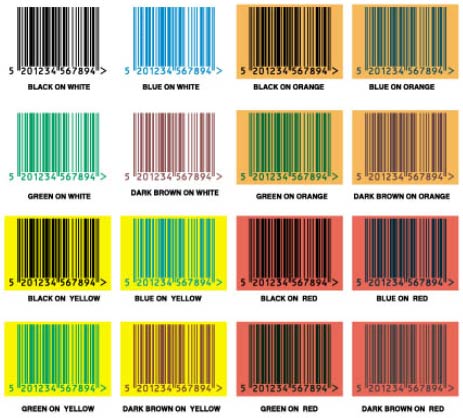 5 201234 567894 >
5 201234 567894 >
5 201234 567894 >
5 201234 567894 >
BLACK ON WHITE
BLUE ON WHITE
BLACK ON ORANGE
BLUE ON ORANGE
5 201234 567894 >
5 201234 567894 >
5 201234 567894 >
5 201234 567894 >
GREEN ON WHITE
DARK BROWN ON WHITE
GREEN ON ORANGE
DARK BROWN ON ORANGE
5 201234 567894 >
5 201234 567894 >
5 201234 567894 >
5 201234 567894 >
BLACK ON YELLOW
BLUE ON YELLOW
BLACK ON RED
BLUE ON RED
5 201234 567894 >
5 201234 567894 >
5 201234 567894 >
5 201234 567894 >
GREEN ON YELLOW
DARK BROWN ON YELLOW
GREEN ON RED
DARK BROWN ON RED